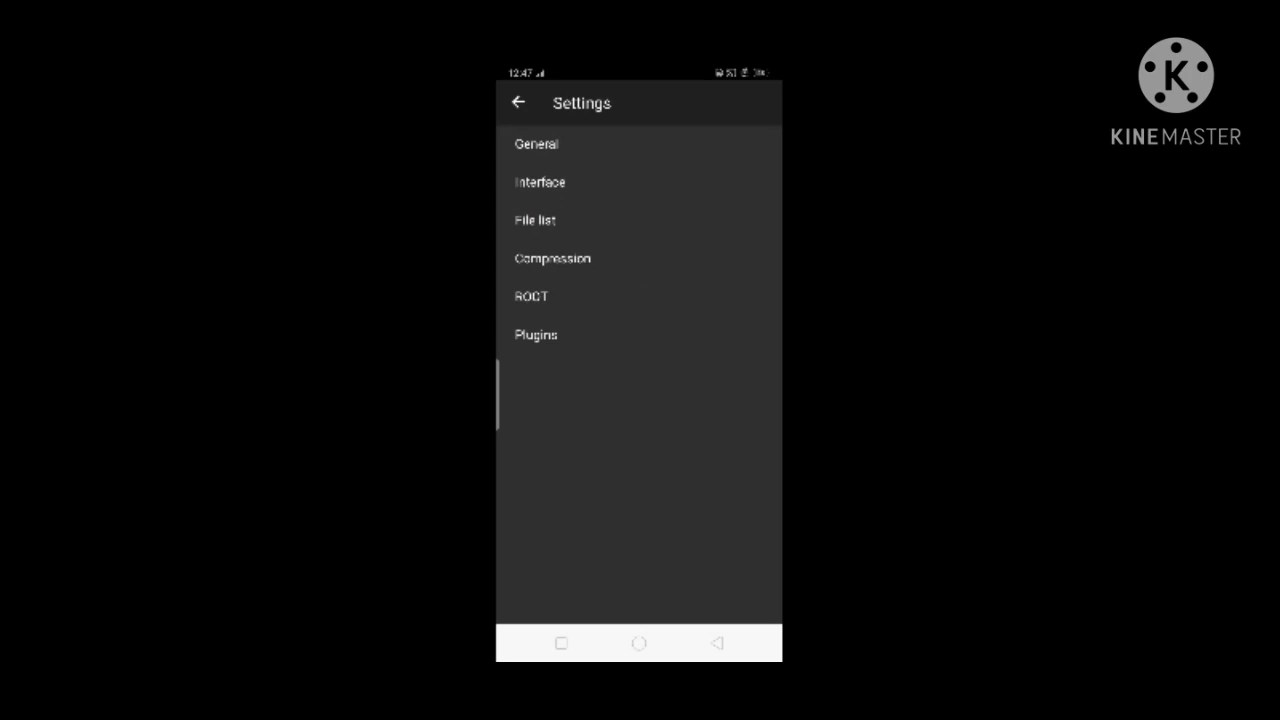 12:47
Settings
General
Interface
File list
Compression
ROOT
Plugins
KINEMASTER